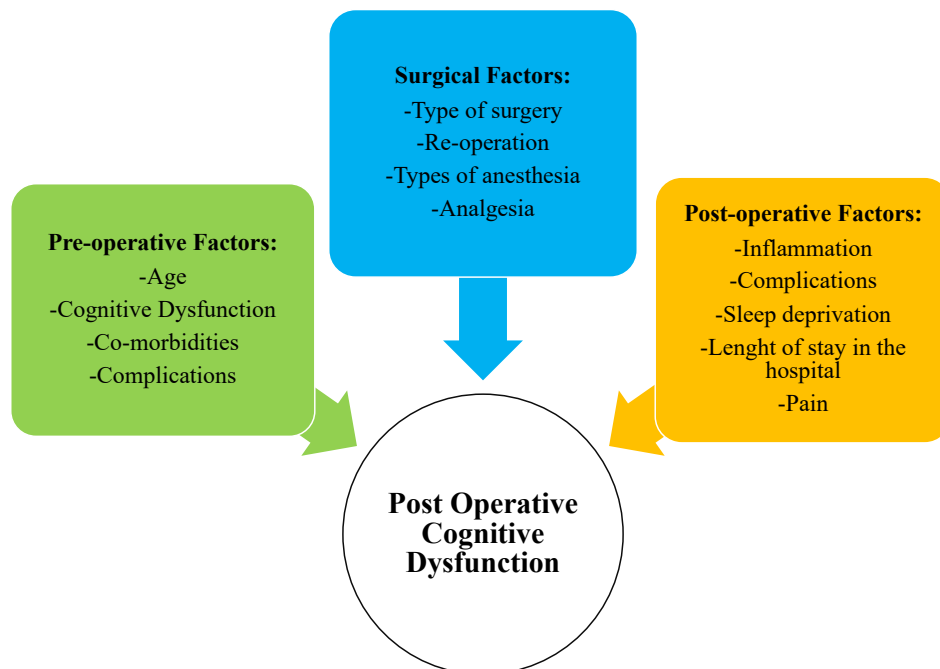 Surgical Factors:
-Type of surgery
-Re-operation
-Types of anesthesia
-Analgesia
Pre-operative Factors:
-Age
-Cognitive Dysfunction
-Co-morbidities
-Complications
Post-operative Factors:
-Inflammation
-Complications
-Sleep deprivation
-Lenght of stay in the
hospital
-Pain
Post Operative
Cognitive
Dysfunction